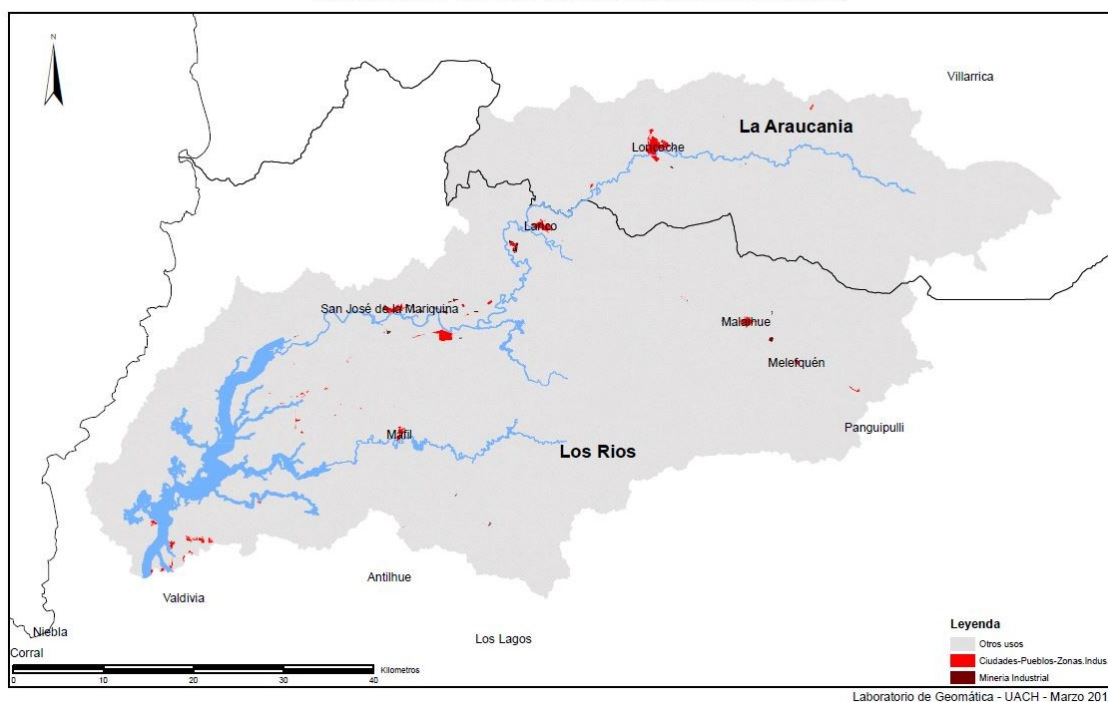 N
Villarrica
La Araucania
Loncoche
Lanco
San José de la Mariquina
Malalhue
Melefquén
Panguipulli
Mafil
Los Rios
Antilhue
Valdivia
Niebla
Los Lagos
Corral
0 10 20 30 40
Kilometros
Leyenda
Otros usos
Ciudades-Pueblos-Zonas.Indus
Mineria Industrial
Laboratorio de Geomática - UACH - Marzo 201